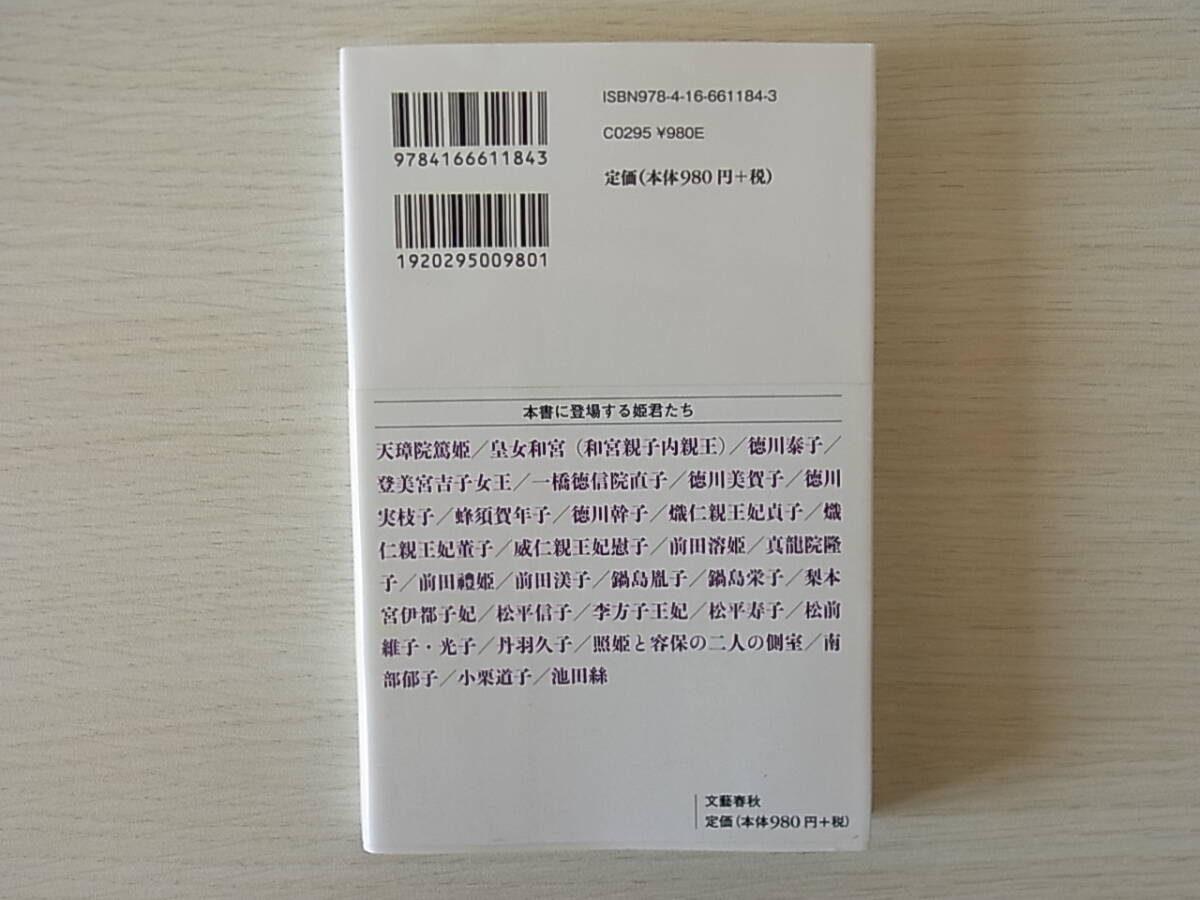 ISBN978-4-16-661184-3
C0295 ¥980E
定価(本体980円+税)
9784166611843
1920295009801
本書に登場する姫君たち
天璋院篤姫／皇女和宮（和宮親子内親王）／徳川泰子／
登美宮吉子女王／一橋徳信院直子／徳川美賀子／徳川
実枝子／蜂須賀年子／徳川幹子／熾仁親王妃貞子／熾
仁親王妃董子／威仁親王妃慰子／前田溶姫／真龍院隆
子／前田禮姫／前田渼子／鍋島胤子／鍋島栄子／梨本
宮伊都子妃／松平信子／李方子王妃／松平寿子／松前
維子・光子／丹羽久子／照姫と容保の二人の側室／南
部郁子／小栗道子／池田絲
文藝春秋
定価(本体980円+税)